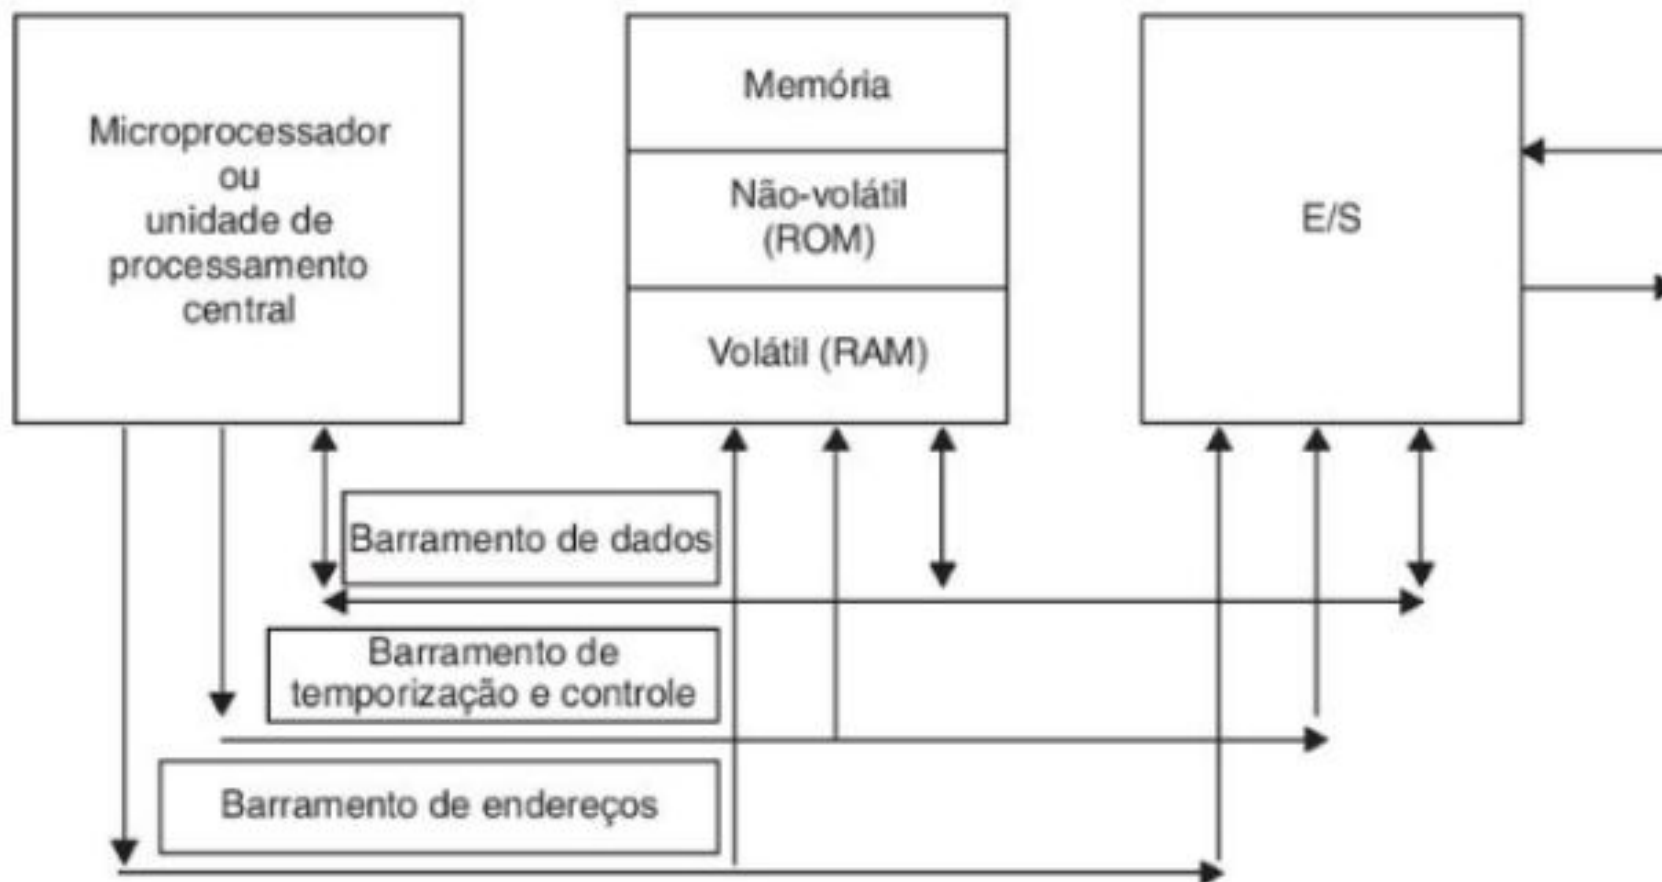 Microprocessador
ou
unidade de
processamento
central
Memória
Não-volátil
(ROM)
Volátil (RAM)
E/S
Barramento de dados
Barramento de
temporização e controle
Barramento de endereços